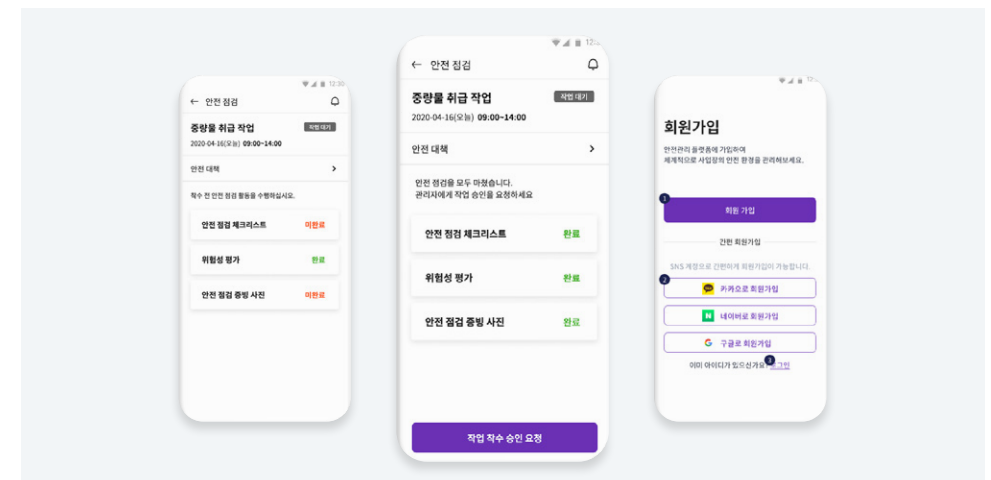 12:30
← 안전 점검
중량물 취급 작업
작업 대기
2020-04-16(오늘) 09:00~14:00
안전 대책
착수 전 안전 점검 활동을 수행하십시오.
안전 점검 체크리스트
미완료
위험성 평가
완료
안전 점검 증빙 사진
미완료
← 안전 점검
중량물 취급 작업
작업 대기
2020-04-16(오늘) 09:00~14:00
안전 대책
안전 점검을 모두 마쳤습니다.
관리자에게 작업 승인을 요청하세요
안전 점검 체크리스트
완료
위험성 평가
완료
안전 점검 증빙 사진
완료
작업 착수 승인 요청
회원가입
안전관리 플랫폼에 가입하여
체계적으로 사업장의 안전 환경을 관리해보세요.
1
회원 가입
간편 회원가입
SNS 계정으로 간편하게 회원가입이 가능합니다.
2
카카오로 회원가입
네이버로 회원가입
구글로 회원가입
3
이미 아이디가 있으신가요? 로그인